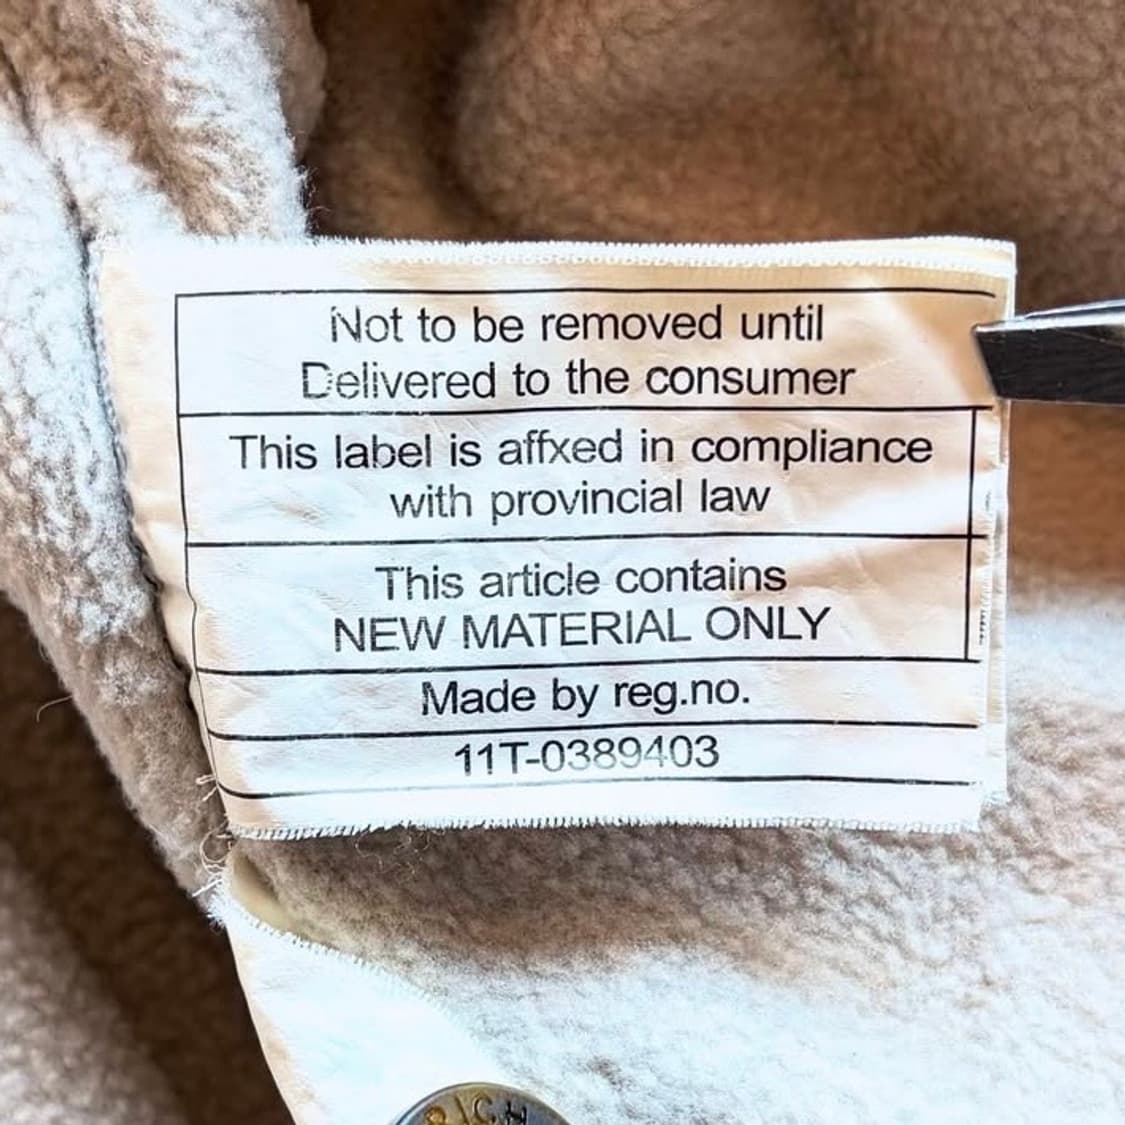 Not to be removed until
Delivered to the consumer
This label is affxed in compliance
with provincial law
This article contains
NEW MATERIAL ONLY
Made by reg.no.
11T-0389403
RICH